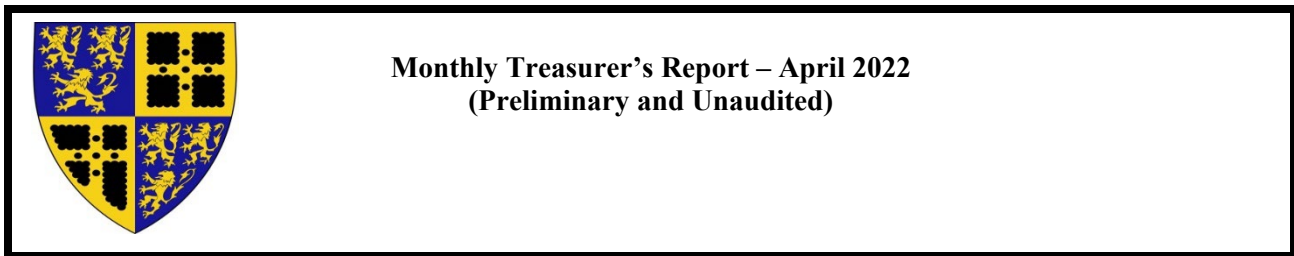 Monthly Treasurer’s Report – April 2022
(Preliminary and Unaudited)